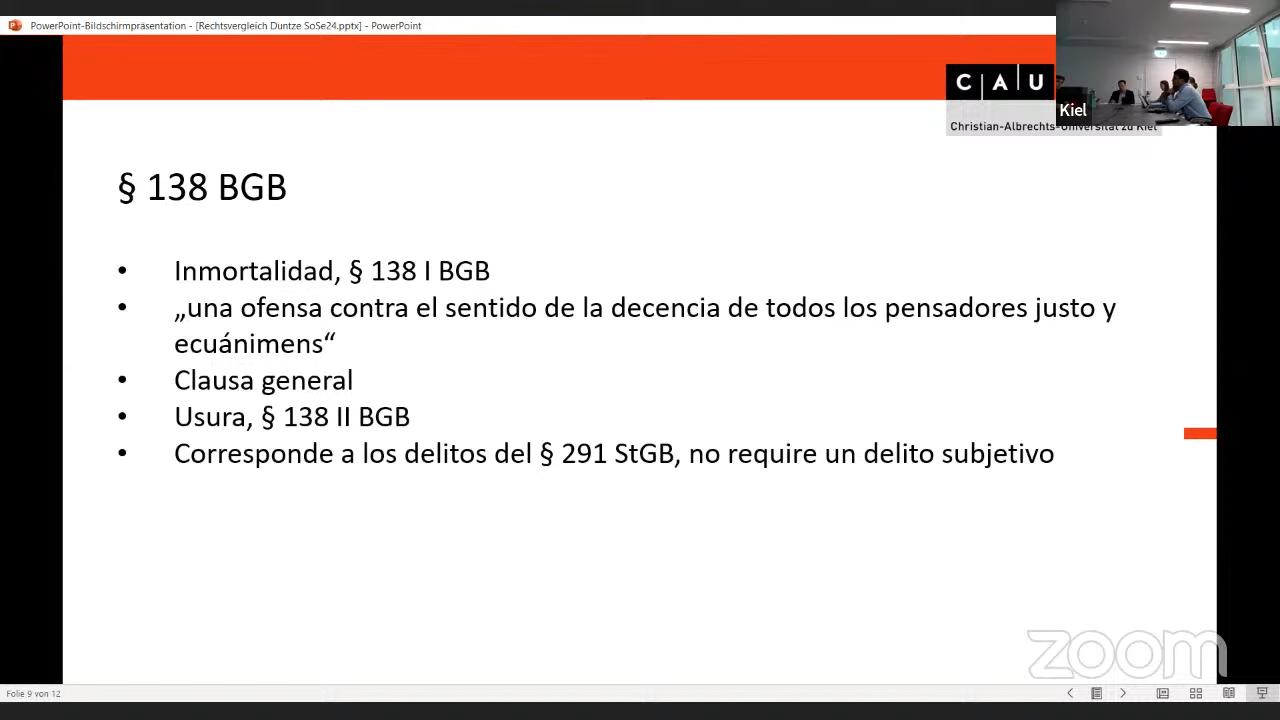 PowerPoint-Bildschirmpräsentation - [Rechtsvergleich Duntze SoSe24.pptx] - PowerPoint
C A U
Kiel
Christian-Albrechts-Universität zu Kiel
§ 138 BGB
• Inmortalidad, § 138 I BGB
• „una ofensa contra el sentido de la decencia de todos los pensadores justo y
ecuánimens“
• Clausa general
• Usura, § 138 II BGB
• Corresponde a los delitos del § 291 StGB, no require un delito subjetivo
zoom
Folie 9 von 12